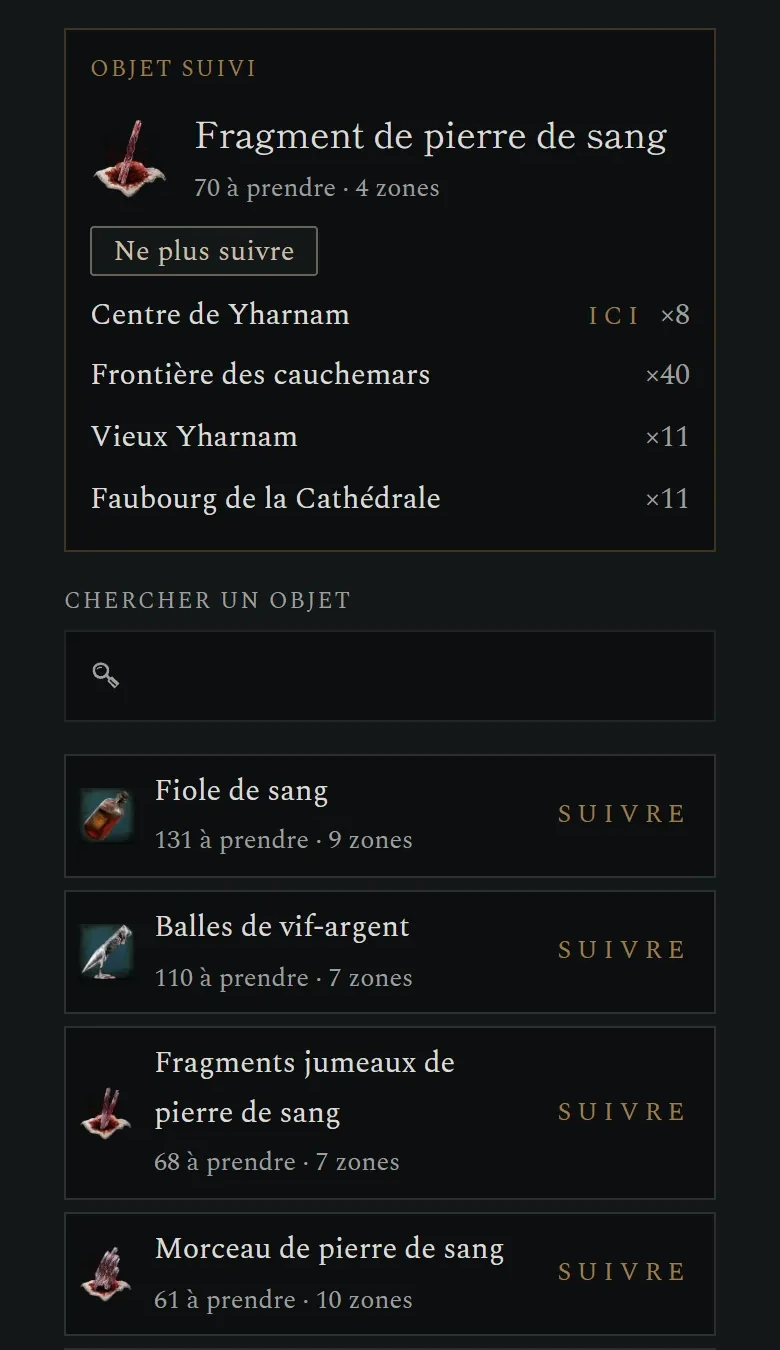 OBJET SUIVI
Fragment de pierre de sang
70 à prendre · 4 zones
Ne plus suivre
Centre de Yharnam ICI ×8
Frontière des cauchemars ×40
Vieux Yharnam ×11
Faubourg de la Cathédrale ×11
CHERCHER UN OBJET
Fiole de sang
131 à prendre · 9 zones
SUIVRE
Balles de vif-argent
110 à prendre · 7 zones
SUIVRE
Fragments jumeaux de
pierre de sang
68 à prendre · 7 zones
SUIVRE
Morceau de pierre de sang
61 à prendre · 10 zones
SUIVRE